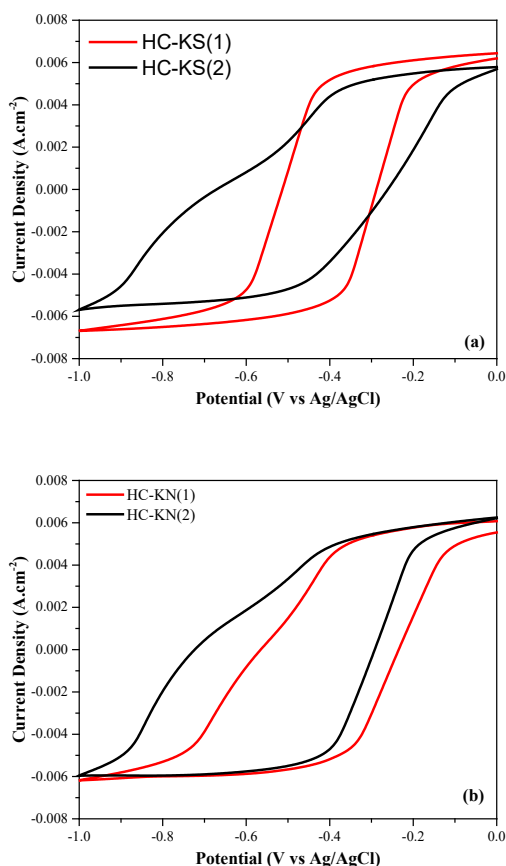 HC-KS(1)
HC-KS(2)
0.008
0.006
0.004
0.002
0.000
-0.002
-0.004
-0.006
-0.008
Current Density (A.cm-2)
(a)
-1.0 -0.8 -0.6 -0.4 -0.2 0.0
Potential (V vs Ag/AgCl)
HC-KN(1)
HC-KN(2)
0.008
0.006
0.004
0.002
0.000
-0.002
-0.004
-0.006
-0.008
Current Density (A.cm-2)
(b)
-1.0 -0.8 -0.6 -0.4 -0.2 0.0
Potential (V vs Ag/AgCl)